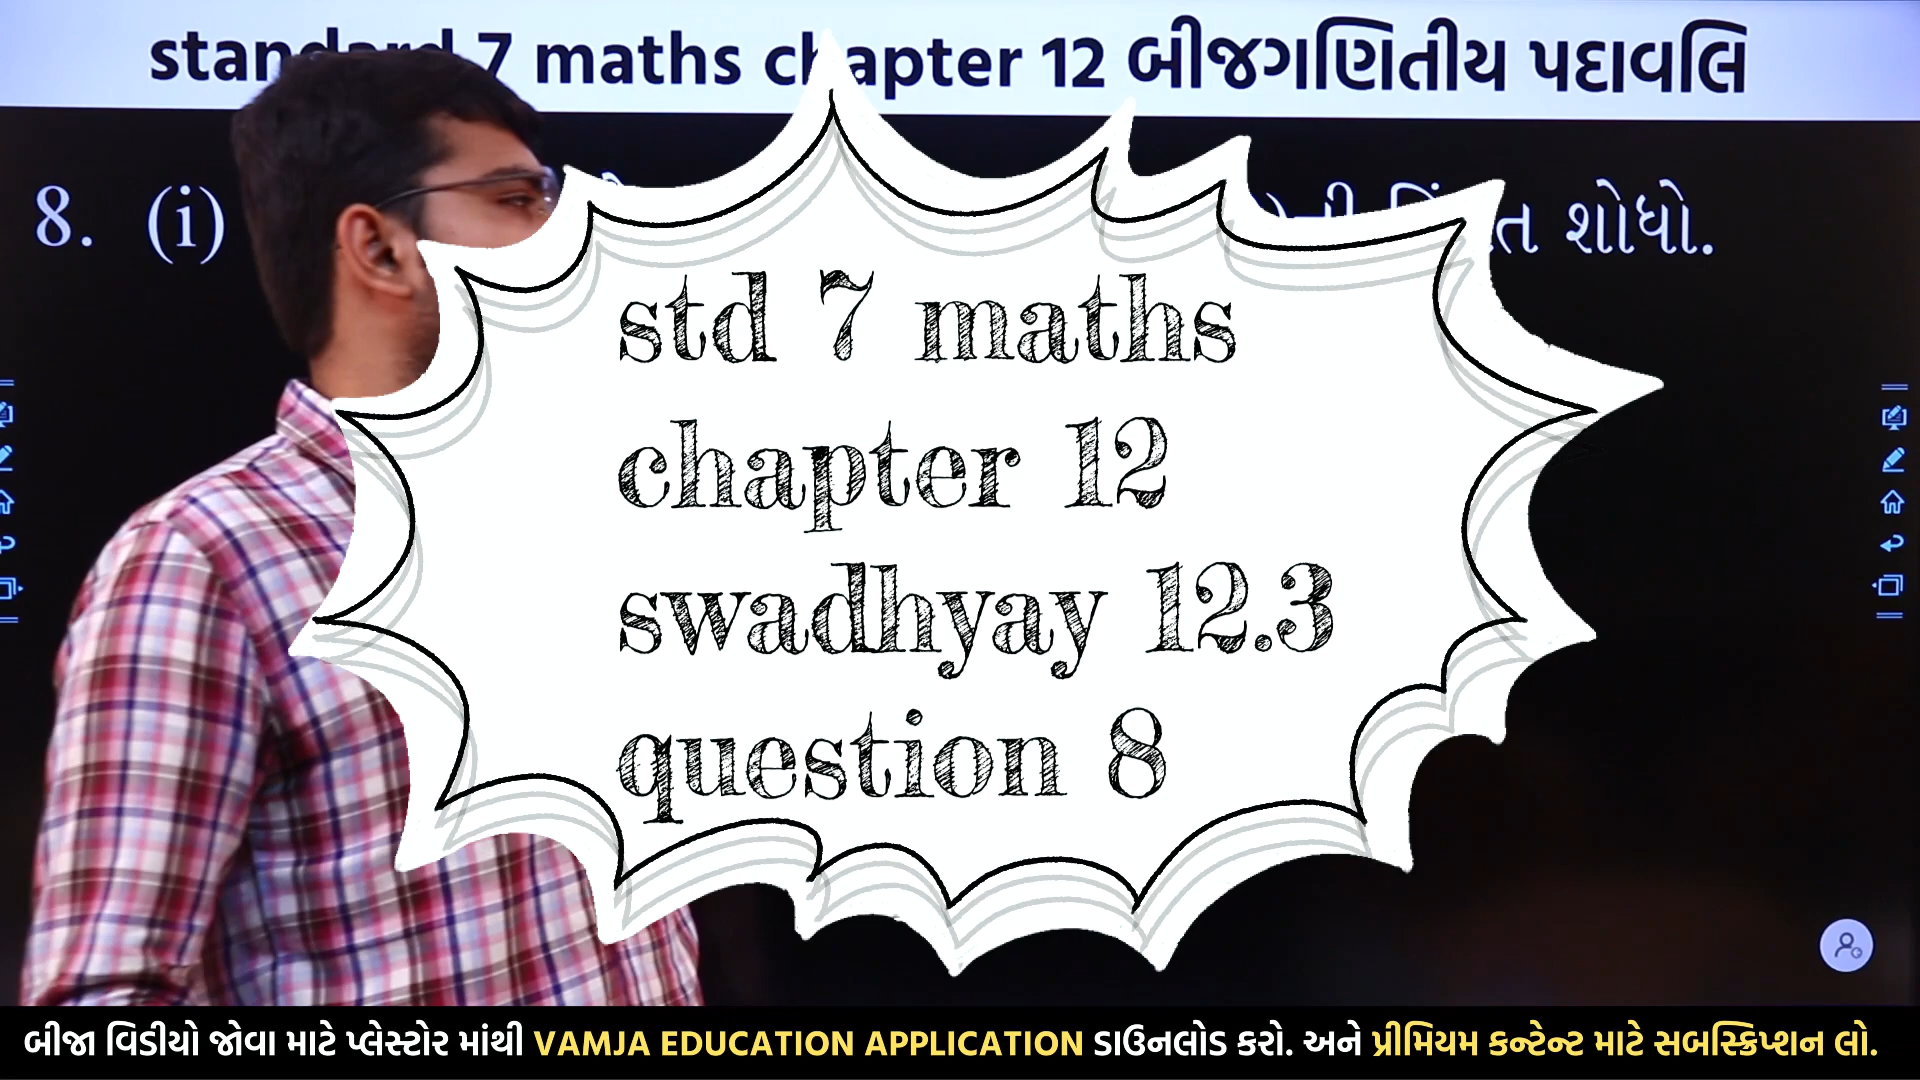 7 maths chapter 12 બીજગણિતીય પદાવલિ
8. (i) શોધો.
std 7 maths
chapter 12
swadhyay 12.3
question 8
બીજા વિડીયો જોવા માટે પ્લેસ્ટોર માંથી VAMJA EDUCATION APPLICATION ડાઉનલોડ કરો. અને પ્રીમિયમ કન્ટેન્ટ માટે સબસ્ક્રિપ્શન લો.